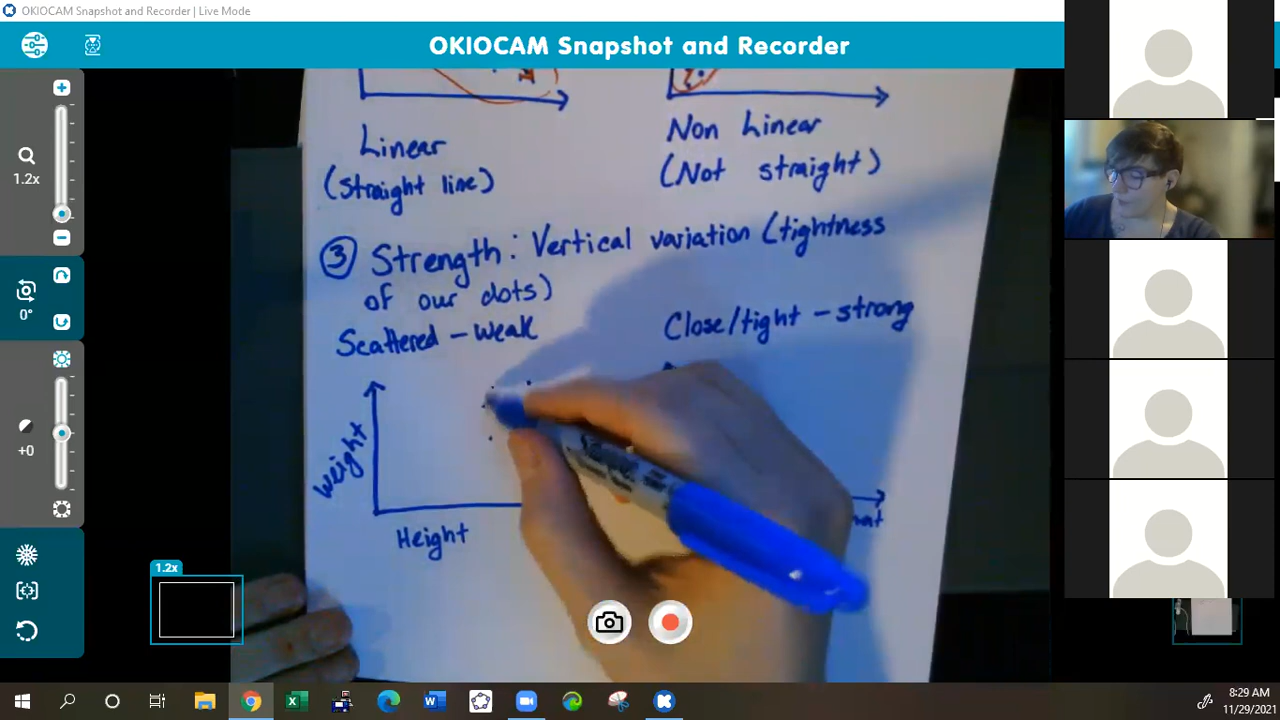 OKIOCAM Snapshot and Recorder | Live Mode
OKIOCAM Snapshot and Recorder
1.2x
0°
+0
1.2x
Linear
(straight line)
Non Linear
(Not straight)
③ Strength: Vertical variation (tightness
of our dots)
Scattered - weak
Close/tight - strong
Weight
Height
8:29 AM
11/29/2021